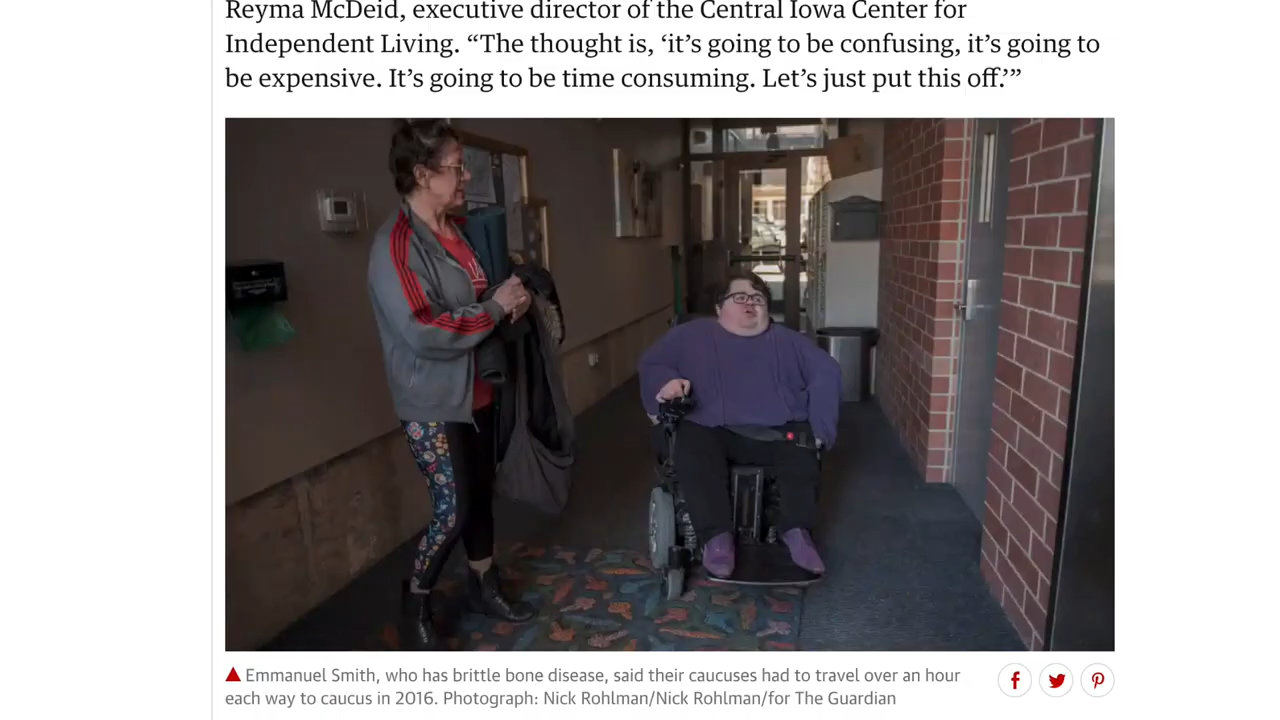 Reyma McDeid, executive director of the Central Iowa Center for
Independent Living. “The thought is, ‘it’s going to be confusing, it’s going to
be expensive. It’s going to be time consuming. Let’s just put this off.’”
Emmanuel Smith, who has brittle bone disease, said their caucuses had to travel over an hour
each way to caucus in 2016. Photograph: Nick Rohlman/Nick Rohlman/for The Guardian